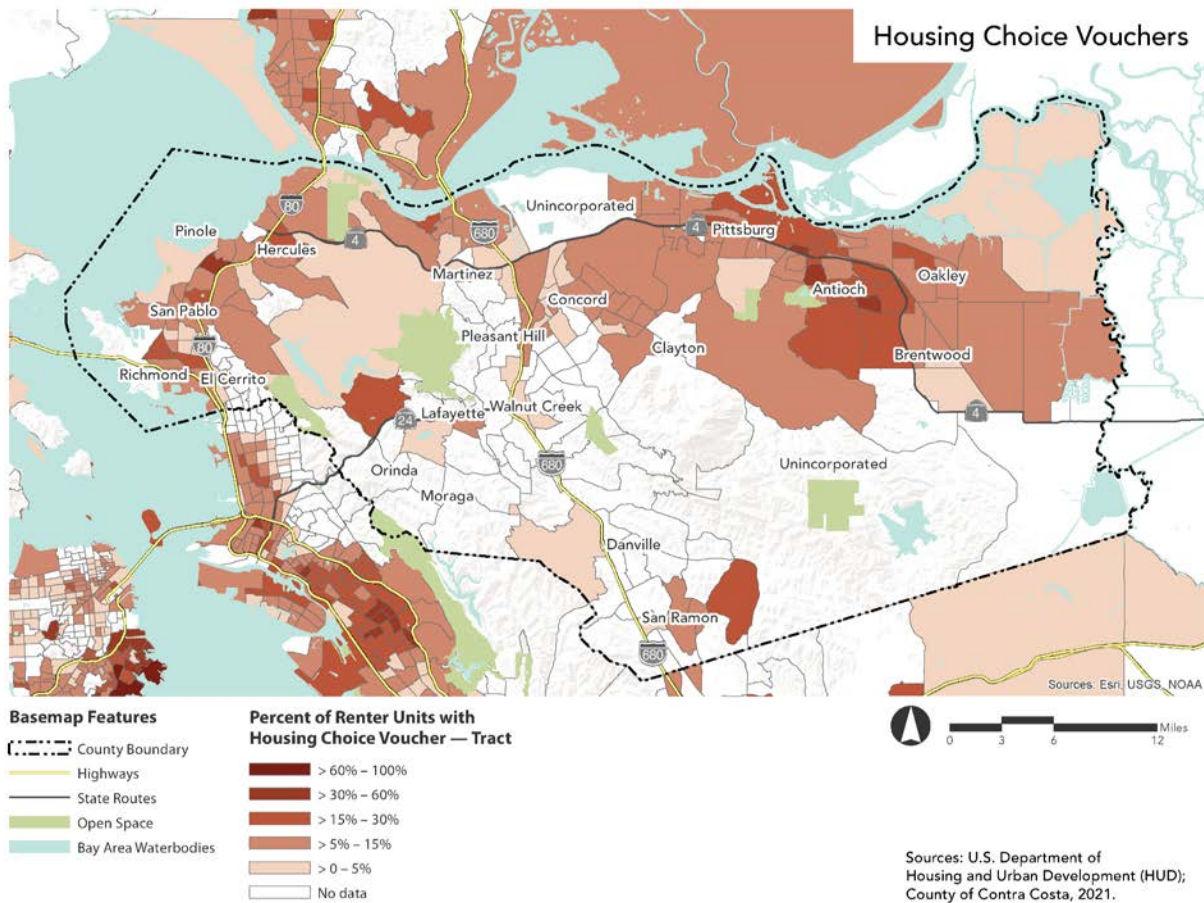 Housing Choice Vouchers
80
Unincorporated
Pinole
Hercules
4
680
4
Pittsburg
Martinez
Oakley
San Pablo
Concord
Antioch
80
Pleasant Hill
Clayton
Brentwood
Richmond
El Cerrito
24
Lafayette
Walnut Creek
4
Orinda
680
Unincorporated
Moraga
Danville
San Ramon
680
Sources: Esri, USGS, NOAA
Basemap Features
County Boundary
Highways
State Routes
Open Space
Bay Area Waterbodies
Percent of Renter Units with
Housing Choice Voucher — Tract
> 60% – 100%
> 30% – 60%
> 15% – 30%
> 5% – 15%
> 0 – 5%
No data
Miles
0 3 6 12
Sources: U.S. Department of
Housing and Urban Development (HUD);
County of Contra Costa, 2021.